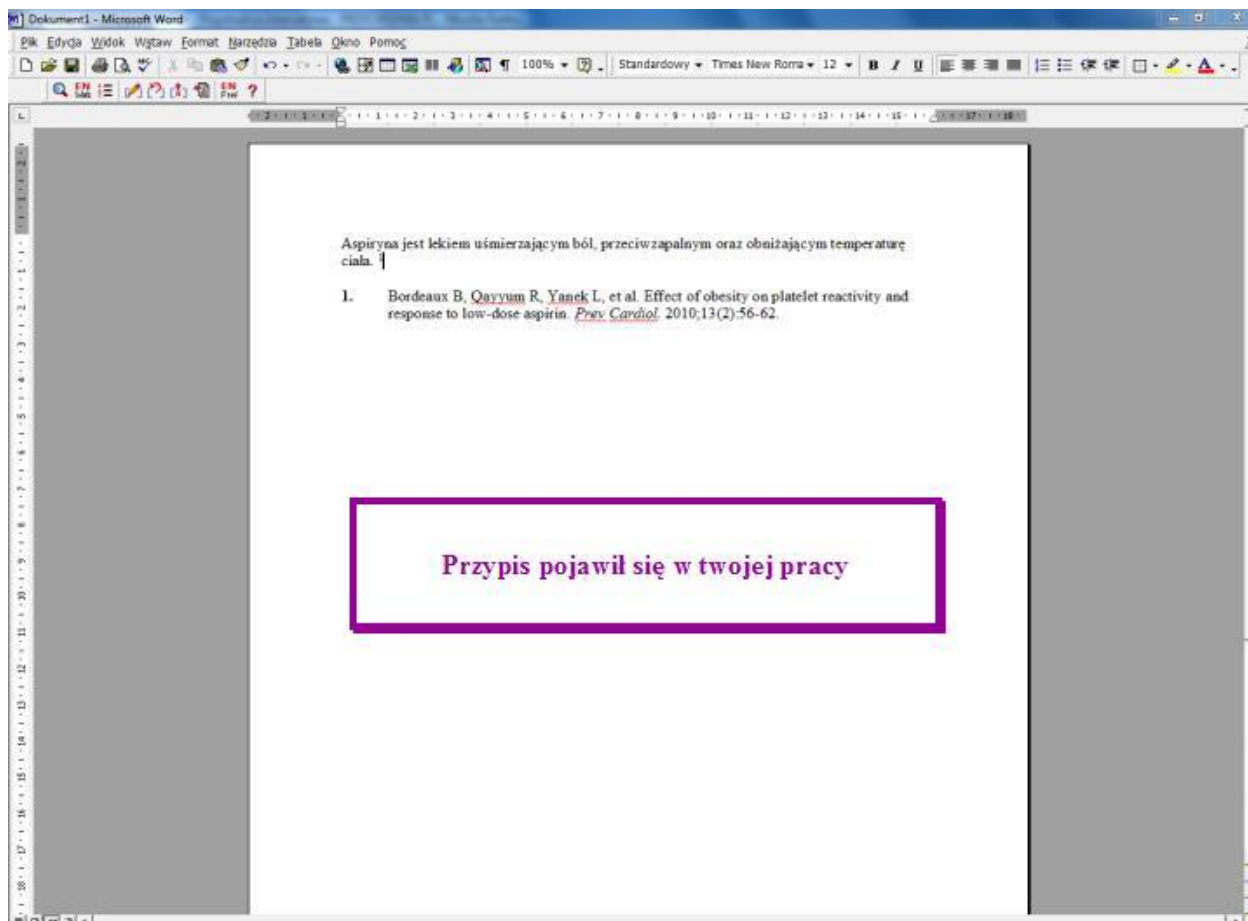 Dokument1 - Microsoft Word
Plik Edycja Widok Wstaw Format Narzędzia Tabela Okno Pomoc
100% Standardowy Times New Roma 12 B I U
Aspiryna jest lekiem uśmierzającym ból, przeciwzapalnym oraz obniżającym temperaturę
ciała. 1
1. Bordeaux B, Qayyum R, Yanek L, et al. Effect of obesity on platelet reactivity and
response to low-dose aspirin. Prev Cardiol. 2010;13(2):56-62.
Przypis pojawił się w twojej pracy